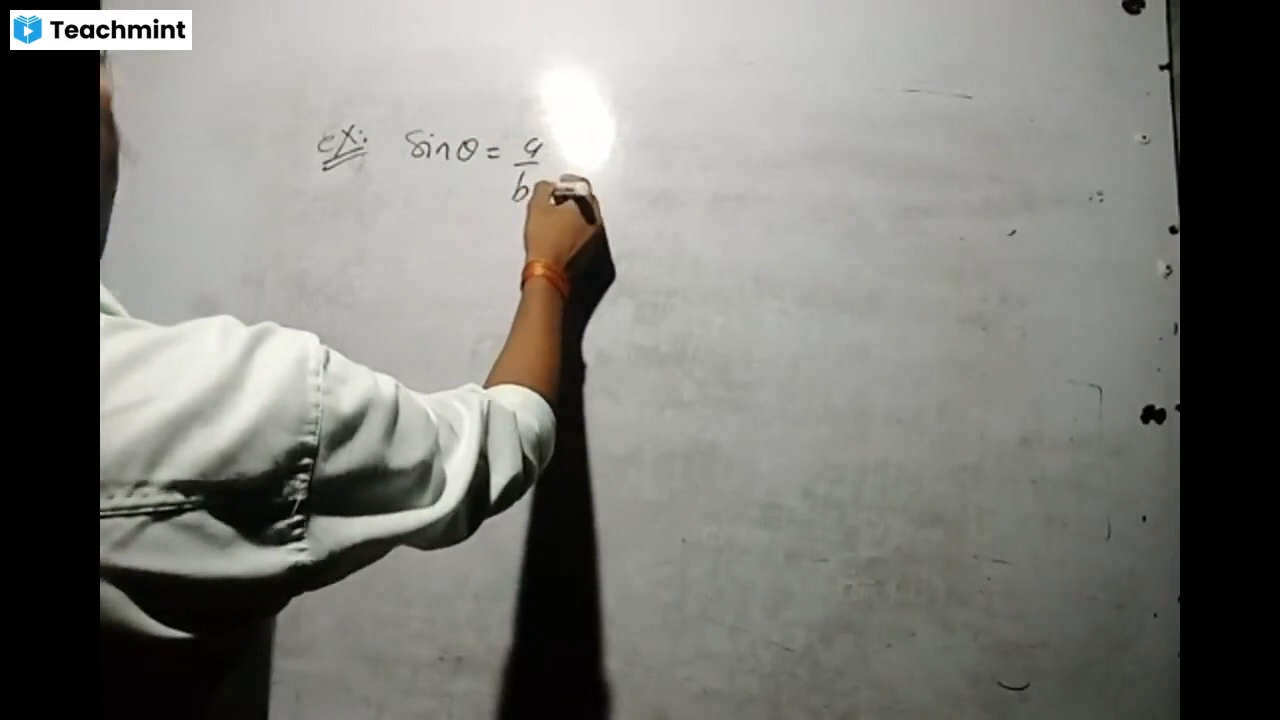 Teachmint
ex: Sinθ = a/b